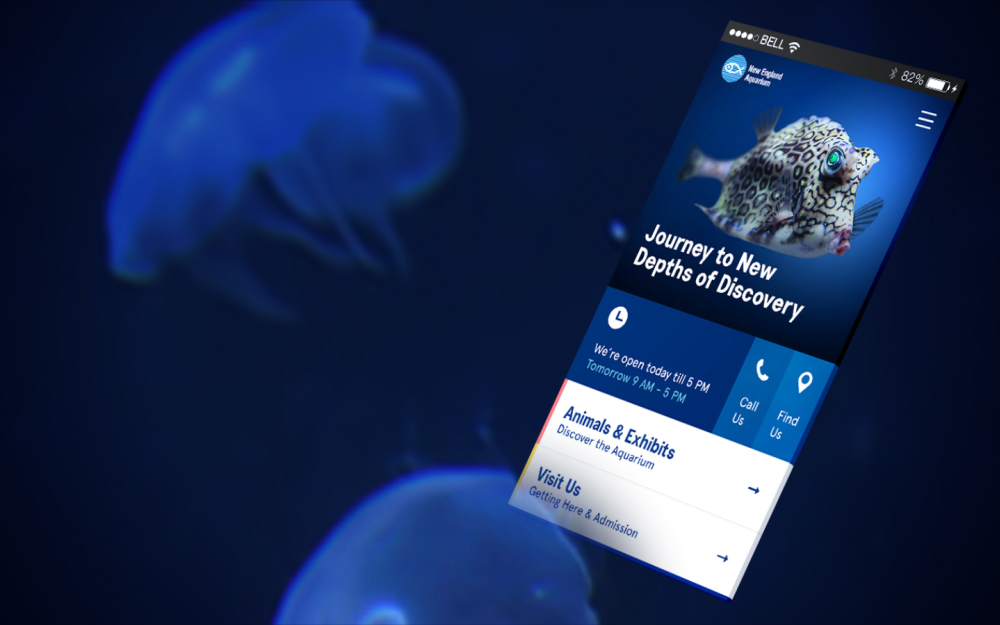 BELL
82%
New England
Aquarium
Journey to New
Depths of Discovery
We're open today till 5 PM
Tomorrow 9 AM - 5 PM
Call
Us
Find
Us
Animals & Exhibits
Discover the Aquarium
Visit Us
Getting Here & Admission